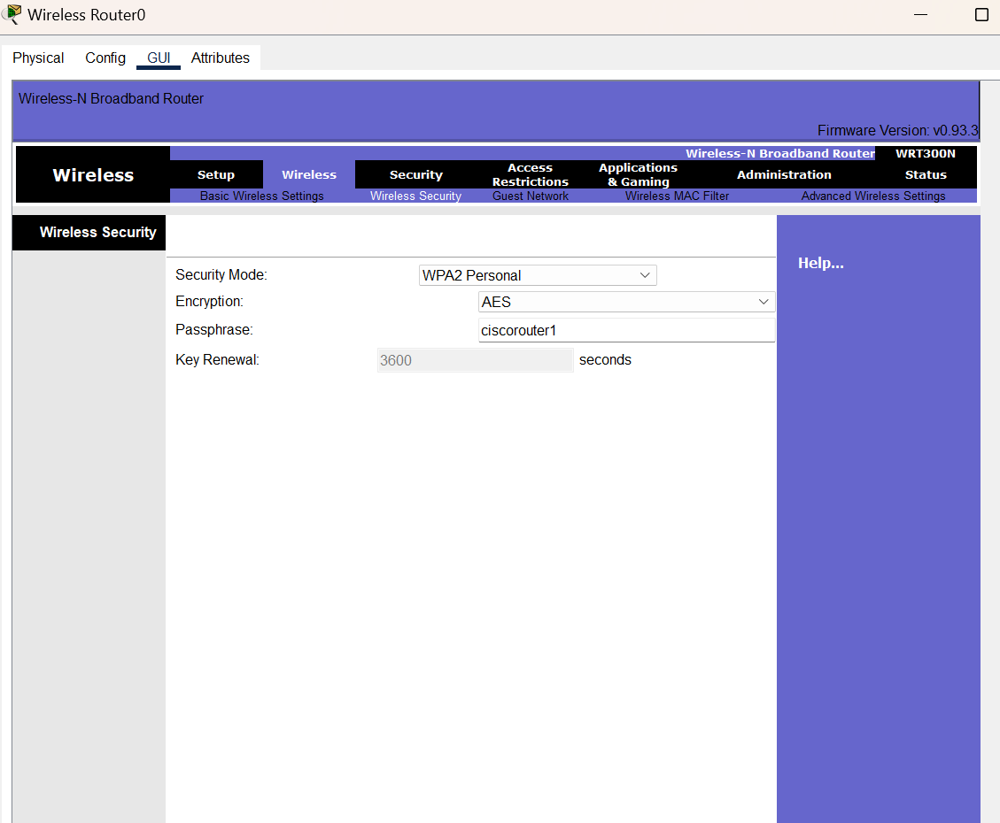 Wireless Router0
Physical Config GUI Attributes
Wireless-N Broadband Router
Firmware Version: v0.93.3
Wireless-N Broadband Router WRT300N
Wireless
Setup Wireless Security Access Restrictions Applications & Gaming Administration Status
Basic Wireless Settings Wireless Security Guest Network Wireless MAC Filter Advanced Wireless Settings
Wireless Security
Help...
Security Mode: WPA2 Personal
Encryption: AES
Passphrase: ciscorouter1
Key Renewal: 3600 seconds